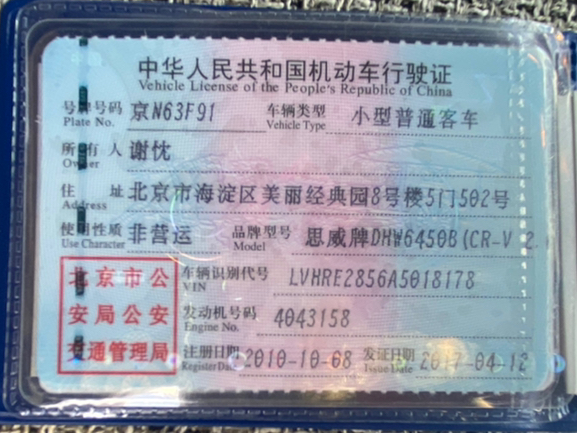 中华人民共和国机动车行驶证
Vehicle License of the People's Republic of China
号牌号码 京N63F91 车辆类型 小型普通客车
Plate No. Vehicle Type
所有人 谢忱
Owner
住址 北京市海淀区美丽经典园8号楼5门502号
Address
使用性质 非营运 品牌型号 思威牌DHW6450B(CR-V 2.
Use Character Model
北京市公安局公安交通管理局
车辆识别代号 LVHRE2856A5018178
VIN
发动机号码 4043158
Engine No.
注册日期 2010-10-08 发证日期 2017-04-12
Register Date Issue Date